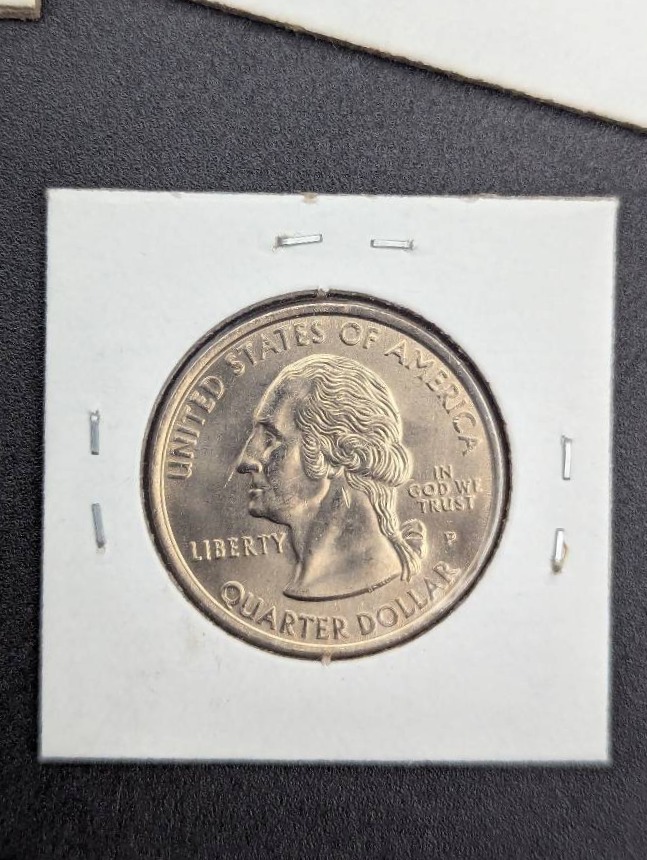 UNITED STATES OF AMERICA
IN
GOD WE
TRUST
LIBERTY
P
QUARTER DOLLAR